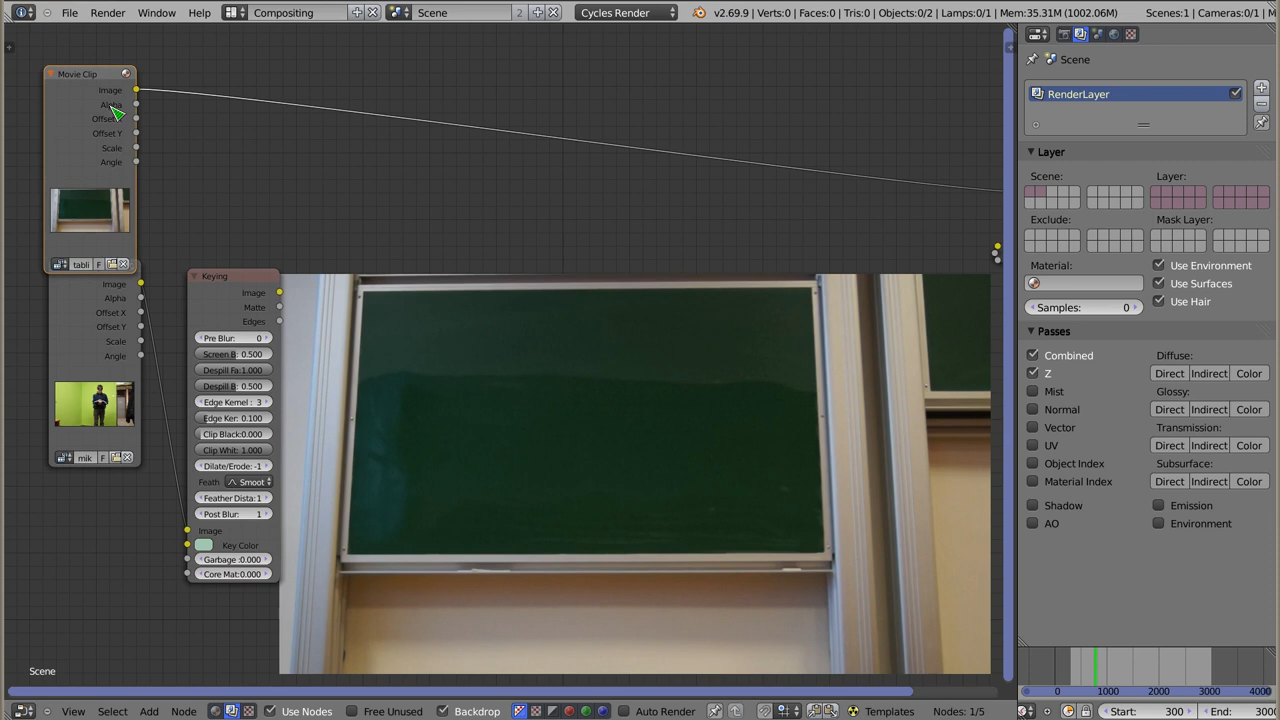 File Render Window Help Compositing Scene 2 Cycles Render v2.69.9 | Verts:0 | Faces:0 | Tris:0 | Objects:0/2 | Lamps:0/1 | Mem:35.31M (1002.06M) Scenes:1 | Cameras:0/1 | M
Movie Clip
Image
Alpha
Offset
Offset Y
Scale
Angle
tabli F
Image
Alpha
Offset X
Offset Y
Scale
Angle
mik F
Keying
Image
Matte
Edges
Pre Blur: 0
Screen B: 0.500
Despill Fa:1.000
Despill B: 0.500
Edge Kernel : 3
Edge Ker: 0.100
Clip Black:0.000
Clip Whit: 1.000
Dilate/Erode: -1
Feath Smoot
Feather Dista:1
Post Blur: 1
Image
Key Color
Garbage :0.000
Core Mat:0.000
Scene
View Select Add Node Use Nodes Free Unused Backdrop Auto Render Templates Nodes: 1/5
Scene
RenderLayer
Layer
Scene: Layer:
Exclude: Mask Layer:
Material: Use Environment
Use Surfaces
Samples: 0 Use Hair
Passes
Combined Diffuse:
Z Direct Indirect Color
Mist Glossy:
Normal Direct Indirect Color
Vector Transmission:
UV Direct Indirect Color
Object Index Subsurface:
Material Index Direct Indirect Color
Shadow Emission
AO Environment
0 1000 2000 3000 4000
Start: 300 End: 300